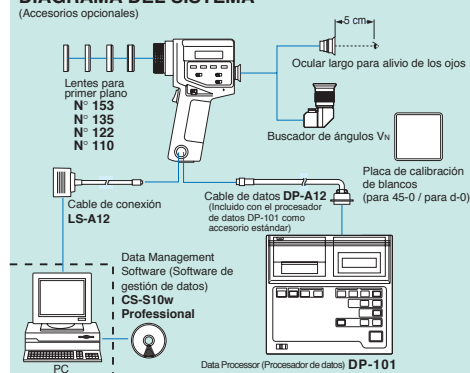 DIAGRAMA DEL SISTEMA
(Accesorios opcionales)
5 cm
Ocular largo para alivio de los ojos
Lentes para
primer plano
N° 153
N° 135
N° 122
N° 110
Buscador de ángulos VN
Placa de calibración
de blancos
(para 45-0 / para d-0)
Cable de conexión
LS-A12
Cable de datos DP-A12
(Incluido con el procesador
de datos DP-101 como
accesorio estándar)
Data Management
Software (Software de
gestión de datos)
CS-S10w
Professional
PC
Data Processor (Procesador de datos) DP-101